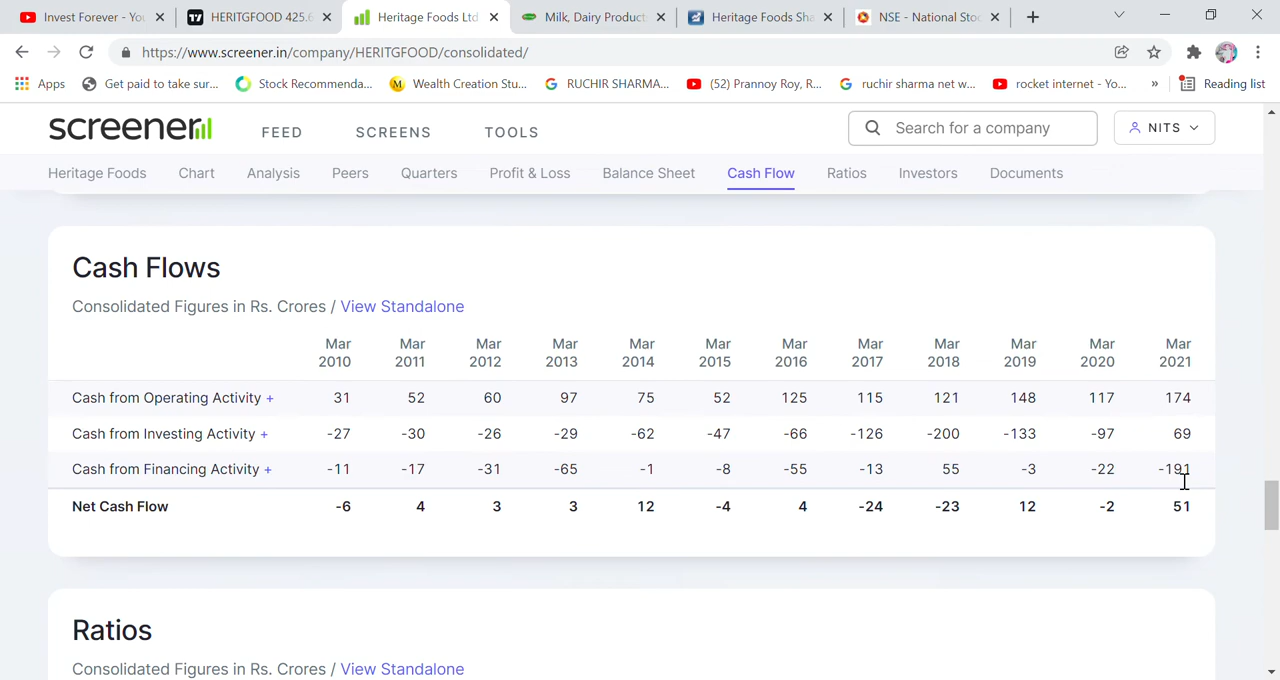 Invest Forever - Yo
HERITGFOOD 425.6
Heritage Foods Ltd
Milk, Dairy Product
Heritage Foods Sha
NSE - National Sto
https://www.screener.in/company/HERITGFOOD/consolidated/
Apps Get paid to take sur... Stock Recommenda... Wealth Creation Stu... RUCHIR SHARMA... (52) Prannoy Roy, R... ruchir sharma net w... rocket internet - Yo... » Reading list
screener FEED SCREENS TOOLS Search for a company NITS
Heritage Foods Chart Analysis Peers Quarters Profit & Loss Balance Sheet Cash Flow Ratios Investors Documents
Cash Flows
Consolidated Figures in Rs. Crores / View Standalone
Mar 2010 Mar 2011 Mar 2012 Mar 2013 Mar 2014 Mar 2015 Mar 2016 Mar 2017 Mar 2018 Mar 2019 Mar 2020 Mar 2021
Cash from Operating Activity + 31 52 60 97 75 52 125 115 121 148 117 174
Cash from Investing Activity + -27 -30 -26 -29 -62 -47 -66 -126 -200 -133 -97 69
Cash from Financing Activity + -11 -17 -31 -65 -1 -8 -55 -13 55 -3 -22 -191
Net Cash Flow -6 4 3 3 12 -4 4 -24 -23 12 -2 51
Ratios
Consolidated Figures in Rs. Crores / View Standalone